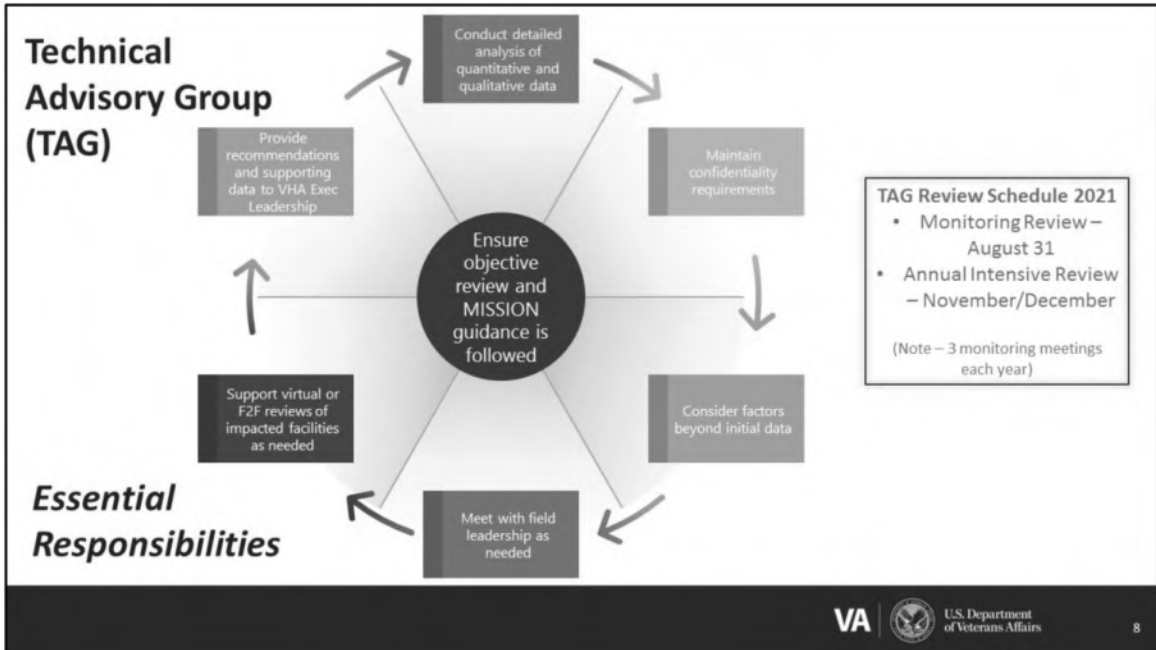 Technical
Advisory Group
(TAG)
Conduct detailed
analysis of
quantitative and
qualitative data
Maintain
confidentiality
requirements
Consider factors
beyond initial data
Meet with field
leadership as
needed
Support virtual or
F2F reviews of
impacted facilities
as needed
Provide
recommendations
and supporting
data to VHA Exec
Leadership
Ensure
objective
review and
MISSION
guidance is
followed
TAG Review Schedule 2021
• Monitoring Review –
August 31
• Annual Intensive Review
– November/December
(Note – 3 monitoring meetings
each year)
Essential
Responsibilities
VA
U.S. Department
of Veterans Affairs
8